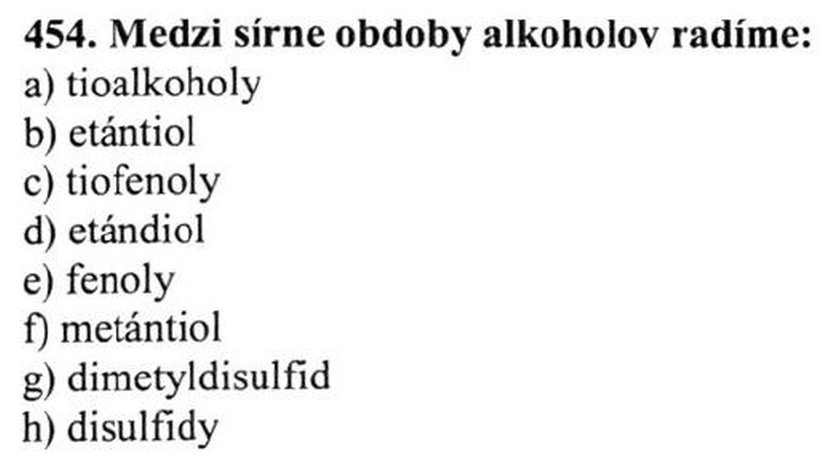 454. Medzi sírne obdoby alkoholov radíme:
a) tioalkoholy
b) etántiol
c) tiofenoly
d) etándiol
e) fenoly
f) metántiol
g) dimetyldisulfid
h) disulfidy